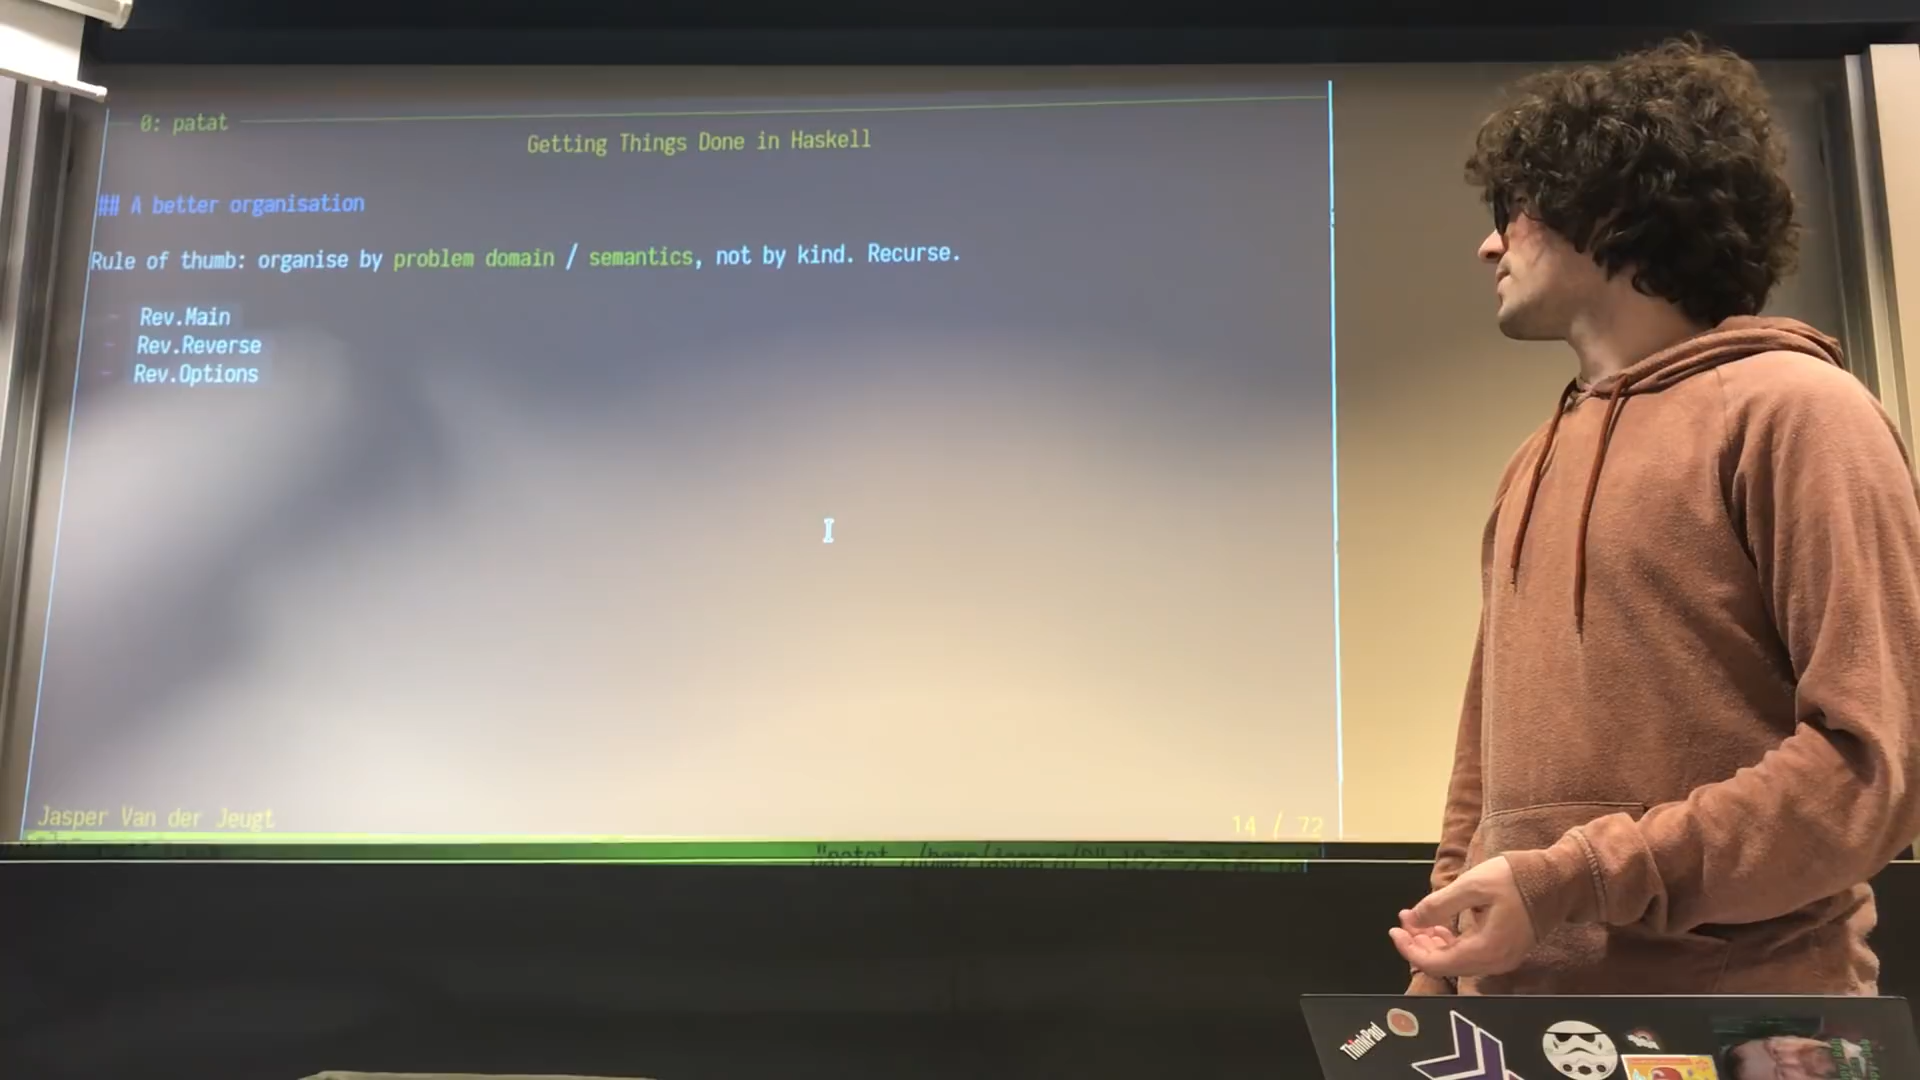 0: patat
Getting Things Done in Haskell
## A better organisation
Rule of thumb: organise by problem domain / semantics, not by kind. Recurse.
- Rev.Main
- Rev.Reverse
- Rev.Options
Jasper Van der Jeugt
14 / 72
ThinkPad